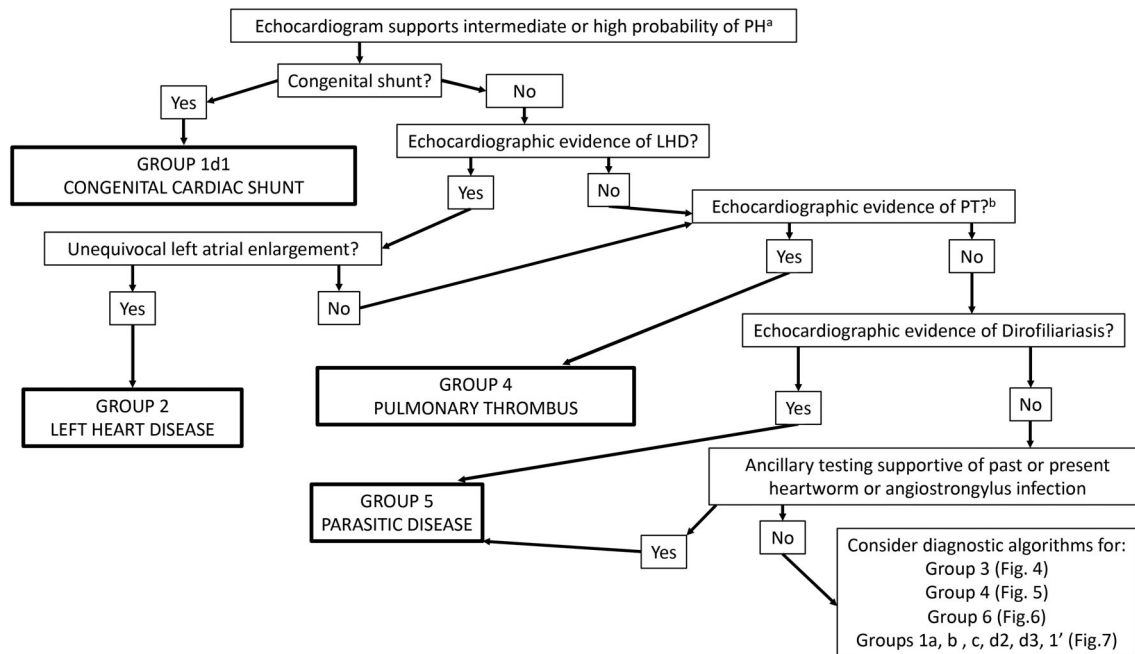 Echocardiogram supports intermediate or high probability of PHᵃ
Congenital shunt?
Yes
No
GROUP 1d1
CONGENITAL CARDIAC SHUNT
Echocardiographic evidence of LHD?
Yes
No
Echocardiographic evidence of PT?ᵇ
Unequivocal left atrial enlargement?
Yes
No
Yes
No
GROUP 2
LEFT HEART DISEASE
GROUP 4
PULMONARY THROMBUS
Echocardiographic evidence of Dirofiliariasis?
Yes
No
GROUP 5
PARASITIC DISEASE
Ancillary testing supportive of past or present
heartworm or angiostrongylus infection
Yes
No
Consider diagnostic algorithms for:
Group 3 (Fig. 4)
Group 4 (Fig. 5)
Group 6 (Fig.6)
Groups 1a, b , c, d2, d3, 1’ (Fig.7)